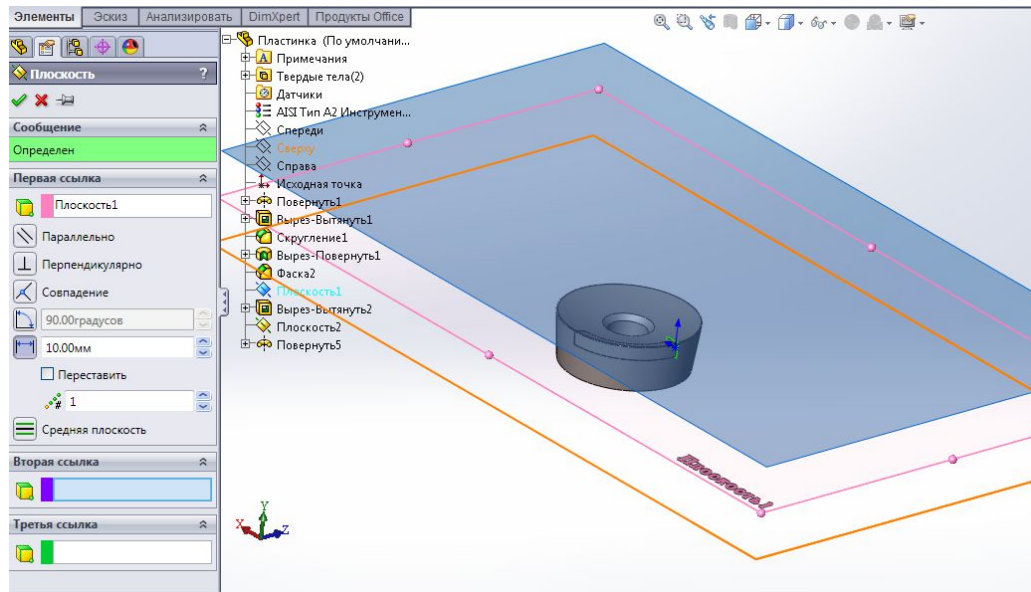 Элементы Эскиз Анализировать DimXpert Продукты Office
Плоскость ?
Сообщение
Определен
Первая ссылка
Плоскость1
Параллельно
Перпендикулярно
Совпадение
90.00градусов
10.00мм
Переставить
1
Средняя плоскость
Вторая ссылка
Третья ссылка
Пластинка (По умолчани...
Примечания
Твердые тела(2)
Датчики
AISI Тип A2 Инструмен...
Спереди
Сверху
Справа
Исходная точка
Повернуть1
Вырез-Вытянуть1
Скругление1
Вырез-Повернуть1
Фаска2
Плоскость1
Вырез-Вытянуть2
Плоскость2
Повернуть5
Плоскость1
Y
X
Z